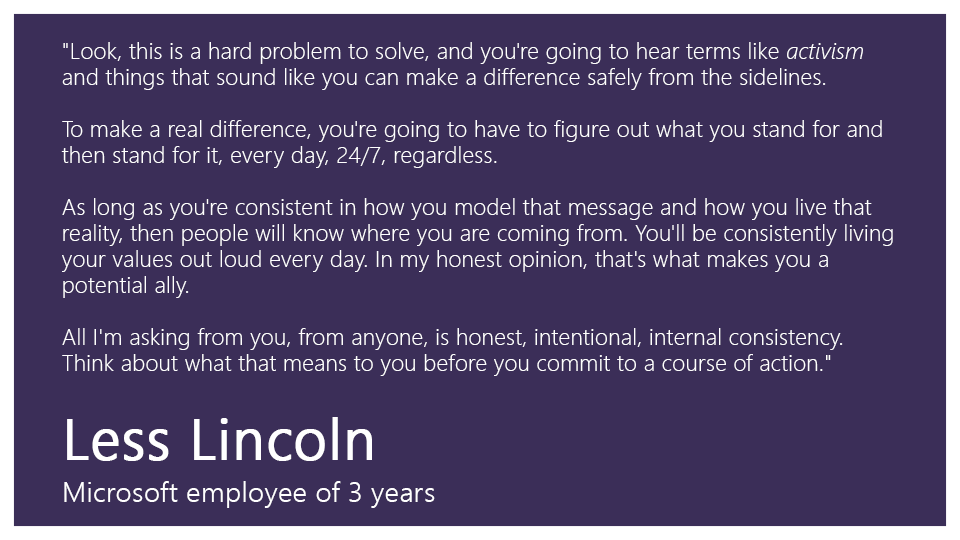 "Look, this is a hard problem to solve, and you're going to hear terms like activism
and things that sound like you can make a difference safely from the sidelines.
To make a real difference, you're going to have to figure out what you stand for and
then stand for it, every day, 24/7, regardless.
As long as you're consistent in how you model that message and how you live that
reality, then people will know where you are coming from. You'll be consistently living
your values out loud every day. In my honest opinion, that's what makes you a
potential ally.
All I'm asking from you, from anyone, is honest, intentional, internal consistency.
Think about what that means to you before you commit to a course of action."
Less Lincoln
Microsoft employee of 3 years